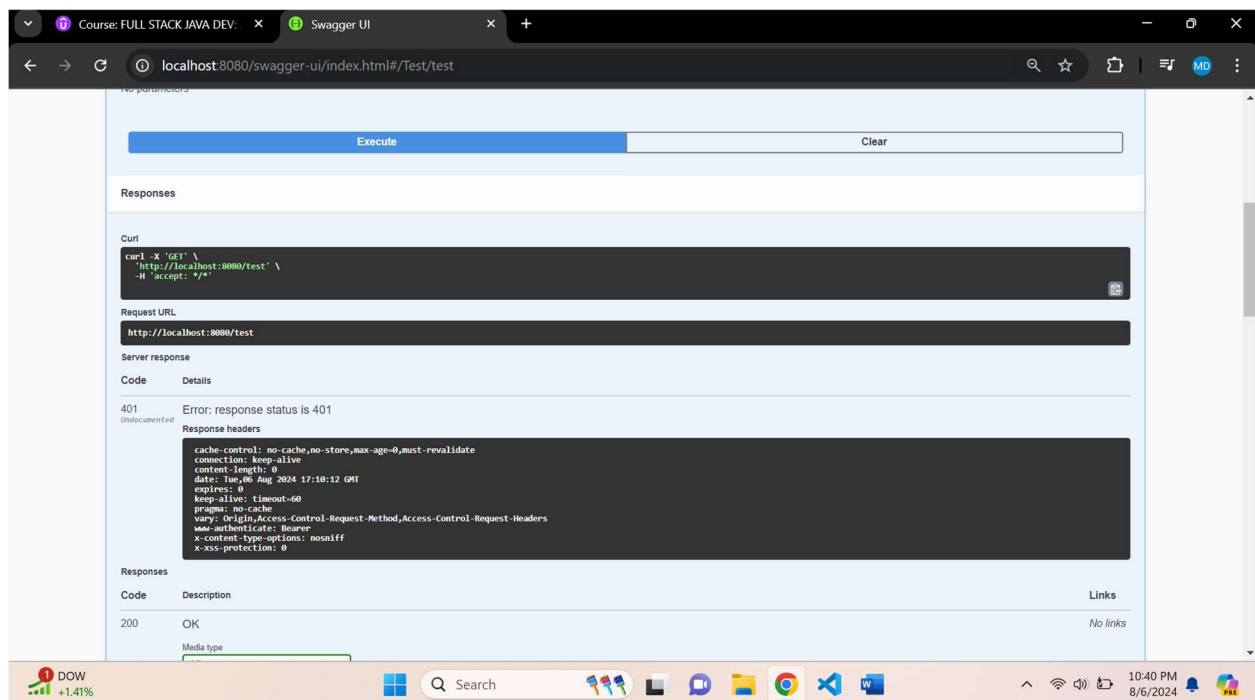 Course: FULL STACK JAVA DEV:
Swagger UI
localhost:8080/swagger-ui/index.html#/Test/test
MD
No parameters
Execute
Clear
Responses
Curl
curl -X 'GET' \
'http://localhost:8080/test' \
-H 'accept: */*'
Request URL
http://localhost:8080/test
Server response
Code Details
401 Error: response status is 401
Undocumented
Response headers
cache-control: no-cache,no-store,max-age=0,must-revalidate
connection: keep-alive
content-length: 0
date: Tue,06 Aug 2024 17:10:12 GMT
expires: 0
keep-alive: timeout=60
pragma: no-cache
vary: Origin,Access-Control-Request-Method,Access-Control-Request-Headers
www-authenticate: Bearer
x-content-type-options: nosniff
x-xss-protection: 0
Responses
Code Description Links
200 OK No links
Media type
1 DOW
+1.41%
Search
W
10:40 PM
8/6/2024
PRE